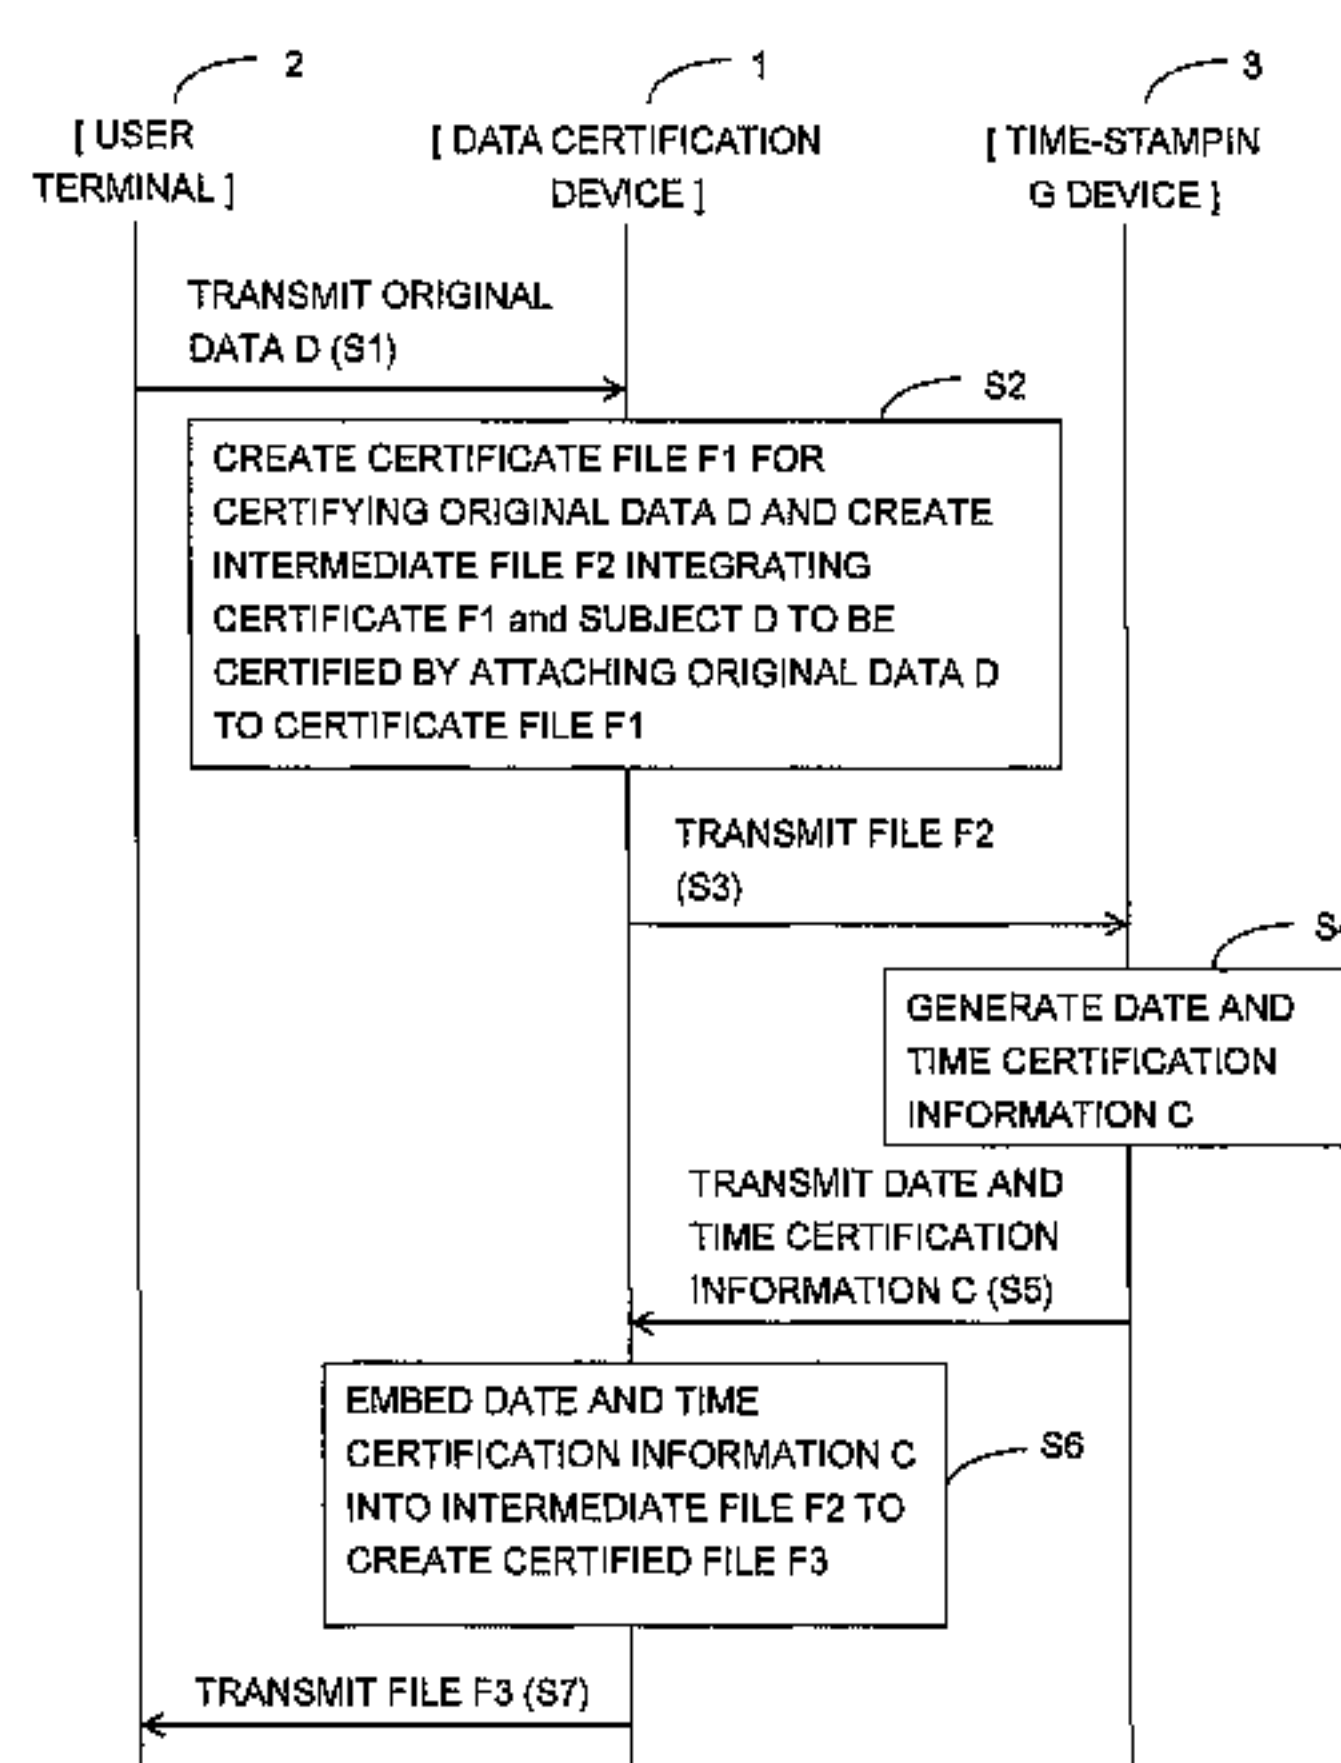 2
1
3
[ USER
TERMINAL ]
[ DATA CERTIFICATION
DEVICE ]
[ TIME-STAMPIN
G DEVICE ]
TRANSMIT ORIGINAL
DATA D (S1)
S2
CREATE CERTIFICATE FILE F1 FOR
CERTIFYING ORIGINAL DATA D AND CREATE
INTERMEDIATE FILE F2 INTEGRATING
CERTIFICATE F1 and SUBJECT D TO BE
CERTIFIED BY ATTACHING ORIGINAL DATA D
TO CERTIFICATE FILE F1
TRANSMIT FILE F2
(S3)
GENERATE DATE AND
TIME CERTIFICATION
INFORMATION C
TRANSMIT DATE AND
TIME CERTIFICATION
INFORMATION C (S5)
EMBED DATE AND TIME
CERTIFICATION INFORMATION C
INTO INTERMEDIATE FILE F2 TO
CREATE CERTIFIED FILE F3
S6
TRANSMIT FILE F3 (S7)